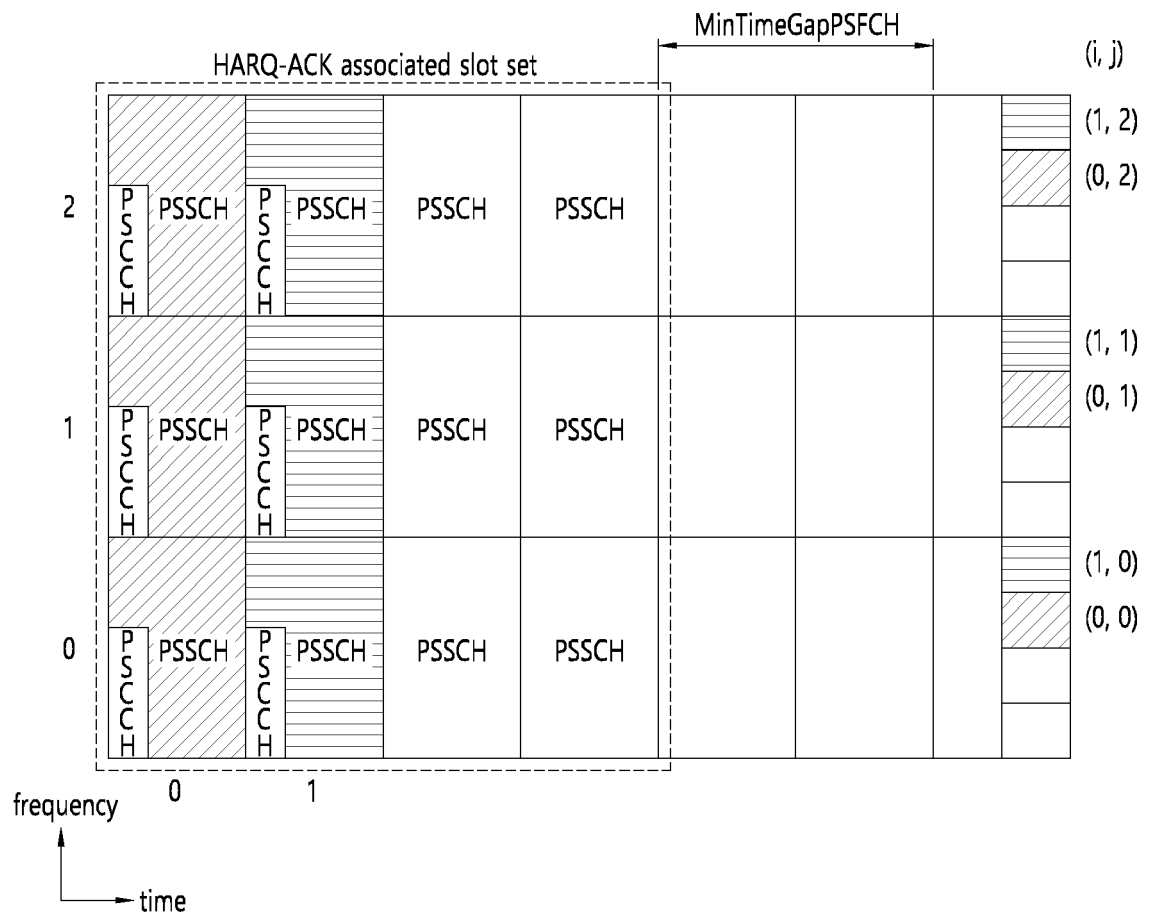 MinTimeGapPSFCH
(i, j)
HARQ-ACK associated slot set
(1, 2)
(0, 2)
2
PSCCH
PSSCH
PSCCH
PSSCH
PSSCH
PSSCH
(1, 1)
(0, 1)
1
PSCCH
PSSCH
PSCCH
PSSCH
PSSCH
PSSCH
(1, 0)
(0, 0)
0
PSCCH
PSSCH
PSCCH
PSSCH
PSSCH
PSSCH
0
1
frequency
time